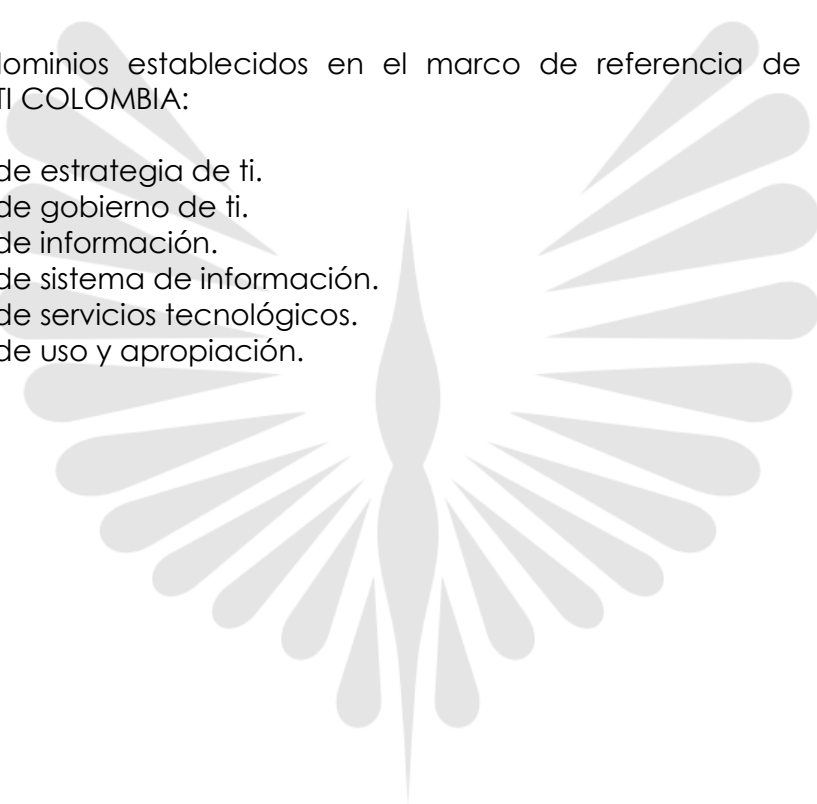 dominios establecidos en el marco de referencia de
TI COLOMBIA:
de estrategia de ti.
de gobierno de ti.
de información.
de sistema de información.
de servicios tecnológicos.
de uso y apropiación.